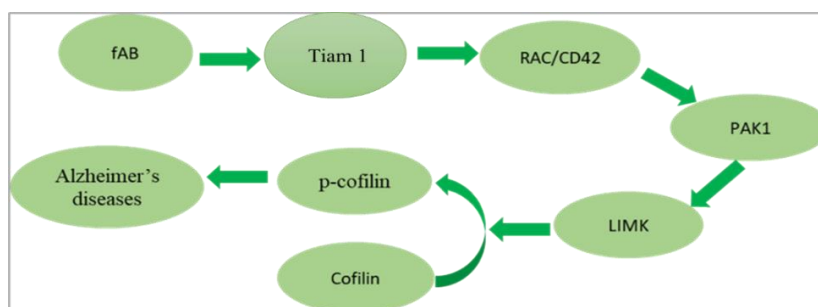 fAB
Tiam 1
RAC/CD42
PAK1
LIMK
Cofilin
p-cofilin
Alzheimer's
diseases